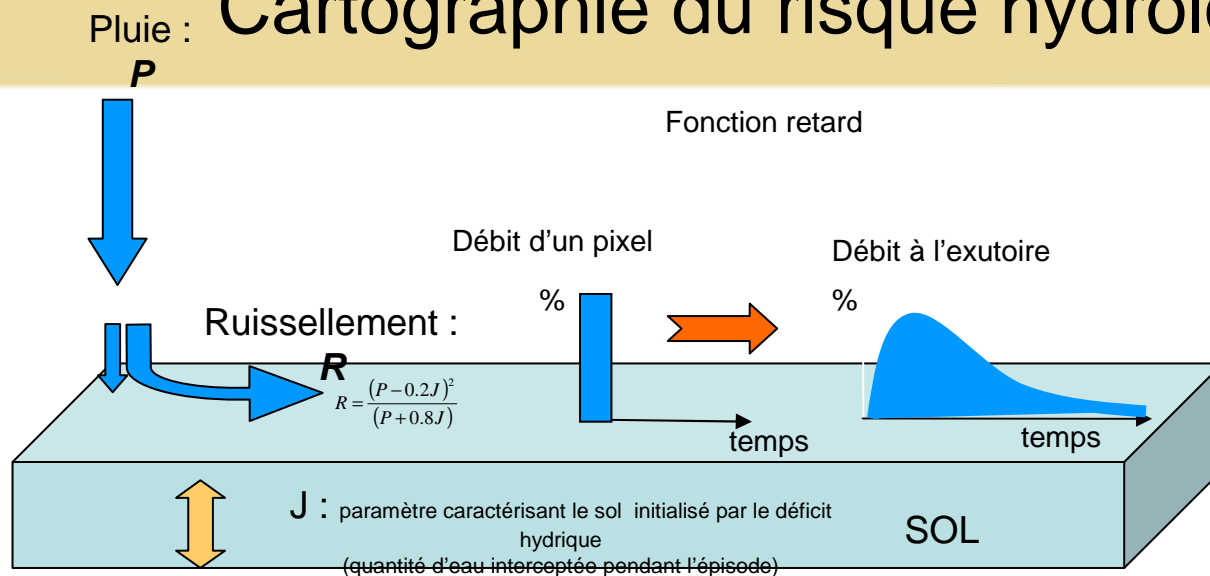 Cartographie du risque
Pluie :
P
Fonction retard
Débit d’un pixel
Débit à l’exutoire
%
%
Ruissellement :
R
R = (P − 0.2J)² / (P + 0.8J)
temps
temps
J : paramètre caractérisant le sol initialisé par le déficit
hydrique
(quantité d’eau interceptée pendant l’épisode)
SOL